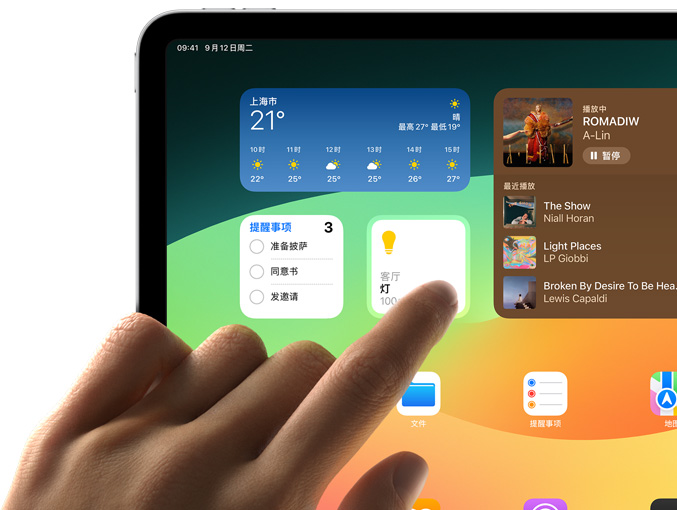 09:41 9月12日周二
上海市
21°
晴
最高27° 最低19°
10时 11时 12时 13时 14时 15时
22° 25° 25° 25° 26° 27°
播放中
ROMADIW
A-Lin
暂停
最近播放
The Show
Niall Horan
Light Places
LP Giobbi
Broken By Desire To Be Hea...
Lewis Capaldi
提醒事项 3
准备披萨
同意书
发邀请
客厅
灯
100
文件
提醒事项
地图